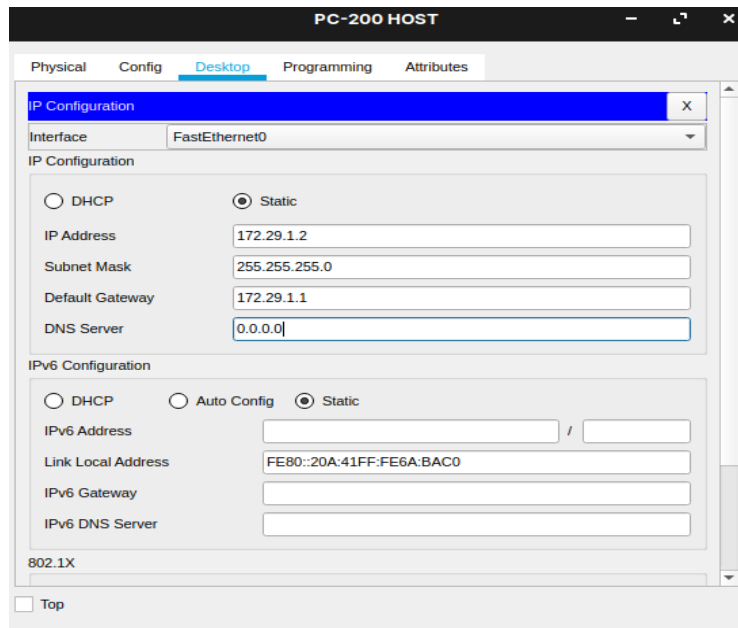 PC-200 HOST
Physical Config Desktop Programming Attributes
IP Configuration X
Interface FastEthernet0
IP Configuration
DHCP Static
IP Address 172.29.1.2
Subnet Mask 255.255.255.0
Default Gateway 172.29.1.1
DNS Server 0.0.0.0
IPv6 Configuration
DHCP Auto Config Static
IPv6 Address /
Link Local Address FE80::20A:41FF:FE6A:BAC0
IPv6 Gateway
IPv6 DNS Server
802.1X
Top